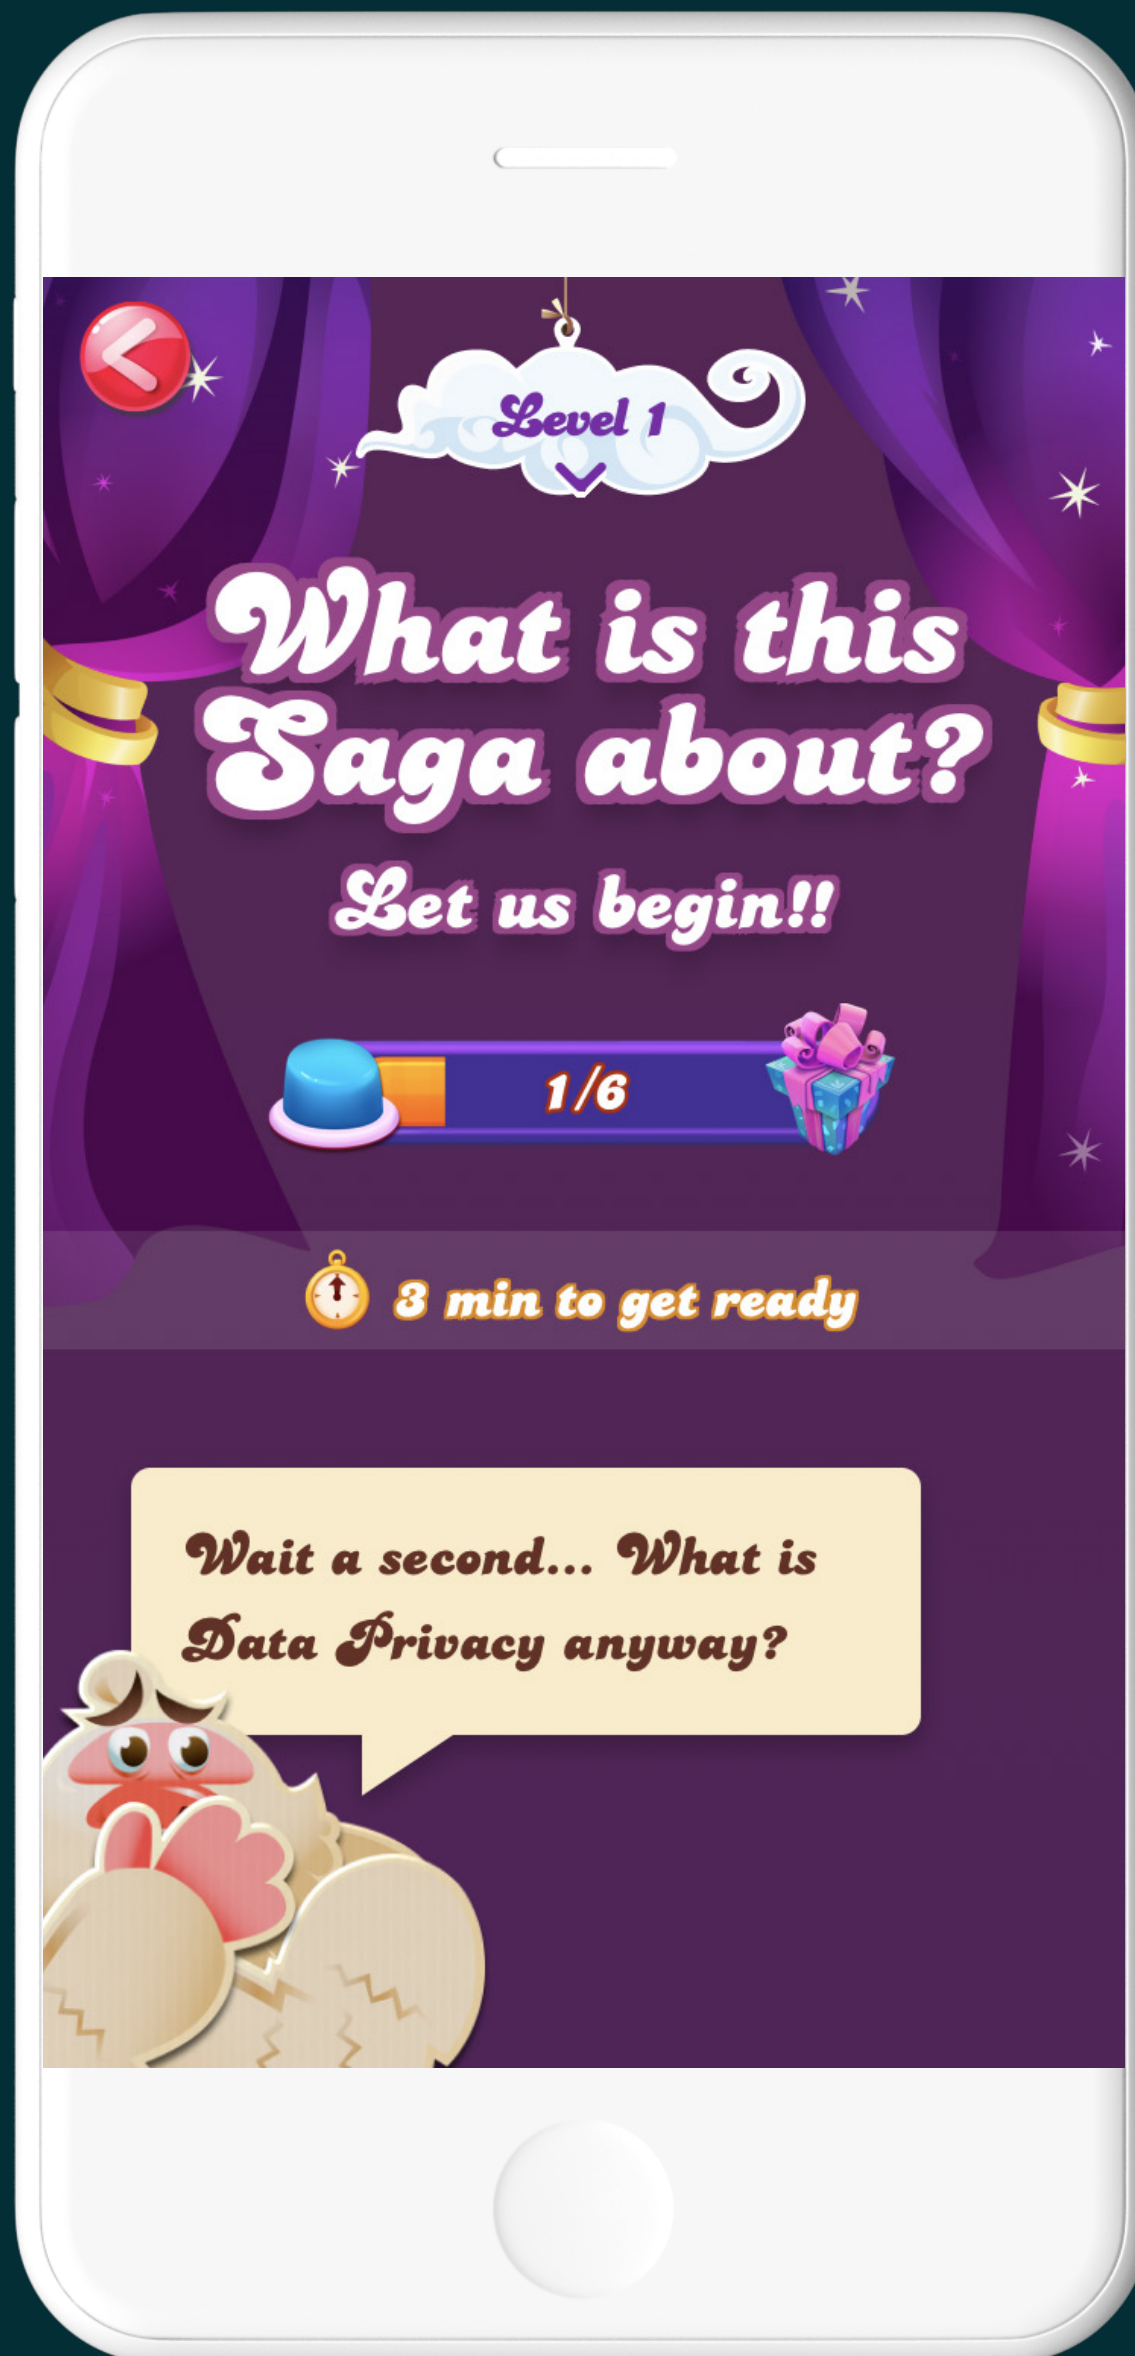 Level 1
What is this
Saga about?
Let us begin!!
1/6
3 min to get ready
Wait a second... What is
Data Privacy anyway?